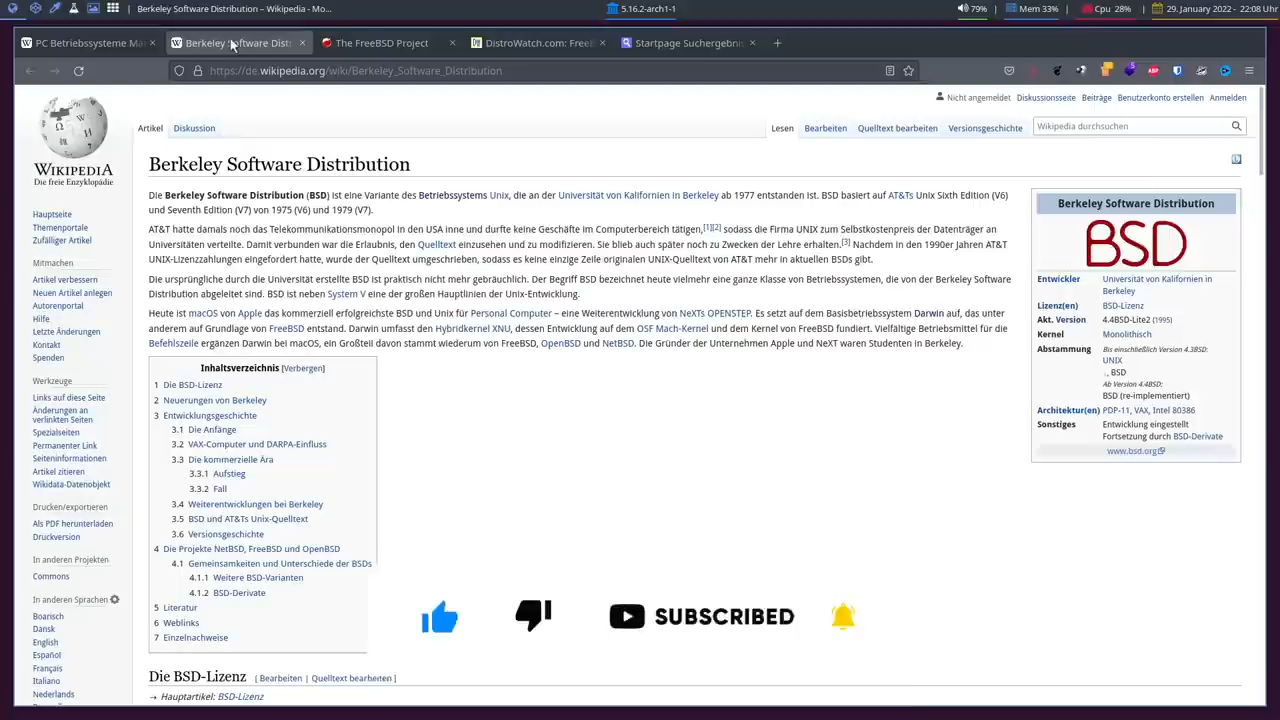 Berkeley Software Distribution – Wikipedia - Mo...
5.16.2-arch1-1
79%
Mem 33%
Cpu 28%
29. January 2022 - 22:08 Uhr
PC Betriebssysteme Ma
Berkeley Software Distr
The FreeBSD Project
DistroWatch.com: FreeB
Startpage Suchergebnis
https://de.wikipedia.org/wiki/Berkeley_Software_Distribution
Nicht angemeldet Diskussionsseite Beiträge Benutzerkonto erstellen Anmelden
Artikel Diskussion
Lesen Bearbeiten Quelltext bearbeiten Versionsgeschichte
Wikipedia durchsuchen
WIKIPEDIA
Die freie Enzyklopädie
Hauptseite
Themenportale
Zufälliger Artikel
Mitmachen
Artikel verbessern
Neuen Artikel anlegen
Autorenportal
Hilfe
Letzte Änderungen
Kontakt
Spenden
Werkzeuge
Links auf diese Seite
Änderungen an
verlinkten Seiten
Spezialseiten
Permanenter Link
Seiteninformationen
Artikel zitieren
Wikidata-Datenobjekt
Drucken/exportieren
Als PDF herunterladen
Druckversion
In anderen Projekten
Commons
In anderen Sprachen
Boarisch
Dansk
English
Español
Français
Italiano
Nederlands
Berkeley Software Distribution
Die Berkeley Software Distribution (BSD) ist eine Variante des Betriebssystems Unix, die an der Universität von Kalifornien in Berkeley ab 1977 entstanden ist. BSD basiert auf AT&Ts Unix Sixth Edition (V6)
und Seventh Edition (V7) von 1975 (V6) und 1979 (V7).
AT&T hatte damals noch das Telekommunikationsmonopol in den USA inne und durfte keine Geschäfte im Computerbereich tätigen,[1][2] sodass die Firma UNIX zum Selbstkostenpreis der Datenträger an
Universitäten verteilte. Damit verbunden war die Erlaubnis, den Quelltext einzusehen und zu modifizieren. Sie blieb auch später noch zu Zwecken der Lehre erhalten.[3] Nachdem in den 1990er Jahren AT&T
UNIX-Lizenzzahlungen eingefordert hatte, wurde der Quelltext umgeschrieben, sodass es keine einzige Zeile originalen UNIX-Quelltext von AT&T mehr in aktuellen BSDs gibt.
Die ursprüngliche durch die Universität erstellte BSD ist praktisch nicht mehr gebräuchlich. Der Begriff BSD bezeichnet heute vielmehr eine ganze Klasse von Betriebssystemen, die von der Berkeley Software
Distribution abgeleitet sind. BSD ist neben System V eine der großen Hauptlinien der Unix-Entwicklung.
Heute ist macOS von Apple das kommerziell erfolgreichste BSD und Unix für Personal Computer – eine Weiterentwicklung von NeXTs OPENSTEP. Es setzt auf dem Basisbetriebssystem Darwin auf, das unter
anderem auf Grundlage von FreeBSD entstand. Darwin umfasst den Hybridkernel XNU, dessen Entwicklung auf dem OSF Mach-Kernel und dem Kernel von FreeBSD fundiert. Vielfältige Betriebsmittel für die
Befehlszeile ergänzen Darwin bei macOS, ein Großteil davon stammt wiederum von FreeBSD, OpenBSD und NetBSD. Die Gründer der Unternehmen Apple und NeXT waren Studenten in Berkeley.
Inhaltsverzeichnis [Verbergen]
1 Die BSD-Lizenz
2 Neuerungen von Berkeley
3 Entwicklungsgeschichte
3.1 Die Anfänge
3.2 VAX-Computer und DARPA-Einfluss
3.3 Die kommerzielle Ära
3.3.1 Aufstieg
3.3.2 Fall
3.4 Weiterentwicklungen bei Berkeley
3.5 BSD und AT&Ts Unix-Quelltext
3.6 Versionsgeschichte
4 Die Projekte NetBSD, FreeBSD und OpenBSD
4.1 Gemeinsamkeiten und Unterschiede der BSDs
4.1.1 Weitere BSD-Varianten
4.1.2 BSD-Derivate
5 Literatur
6 Weblinks
7 Einzelnachweise
Berkeley Software Distribution
BSD
Entwickler Universität von Kalifornien in
Berkeley
Lizenz(en) BSD-Lizenz
Akt. Version 4.4BSD-Lite2 (1995)
Kernel Monolithisch
Abstammung Bis einschließlich Version 4.3BSD:
UNIX
BSD
Ab Version 4.4BSD:
BSD (re-implementiert)
Architektur(en) PDP-11, VAX, Intel 80386
Sonstiges Entwicklung eingestellt
Fortsetzung durch BSD-Derivate
www.bsd.org
SUBSCRIBED
Die BSD-Lizenz [ Bearbeiten | Quelltext bearbeiten ]
→ Hauptartikel: BSD-Lizenz